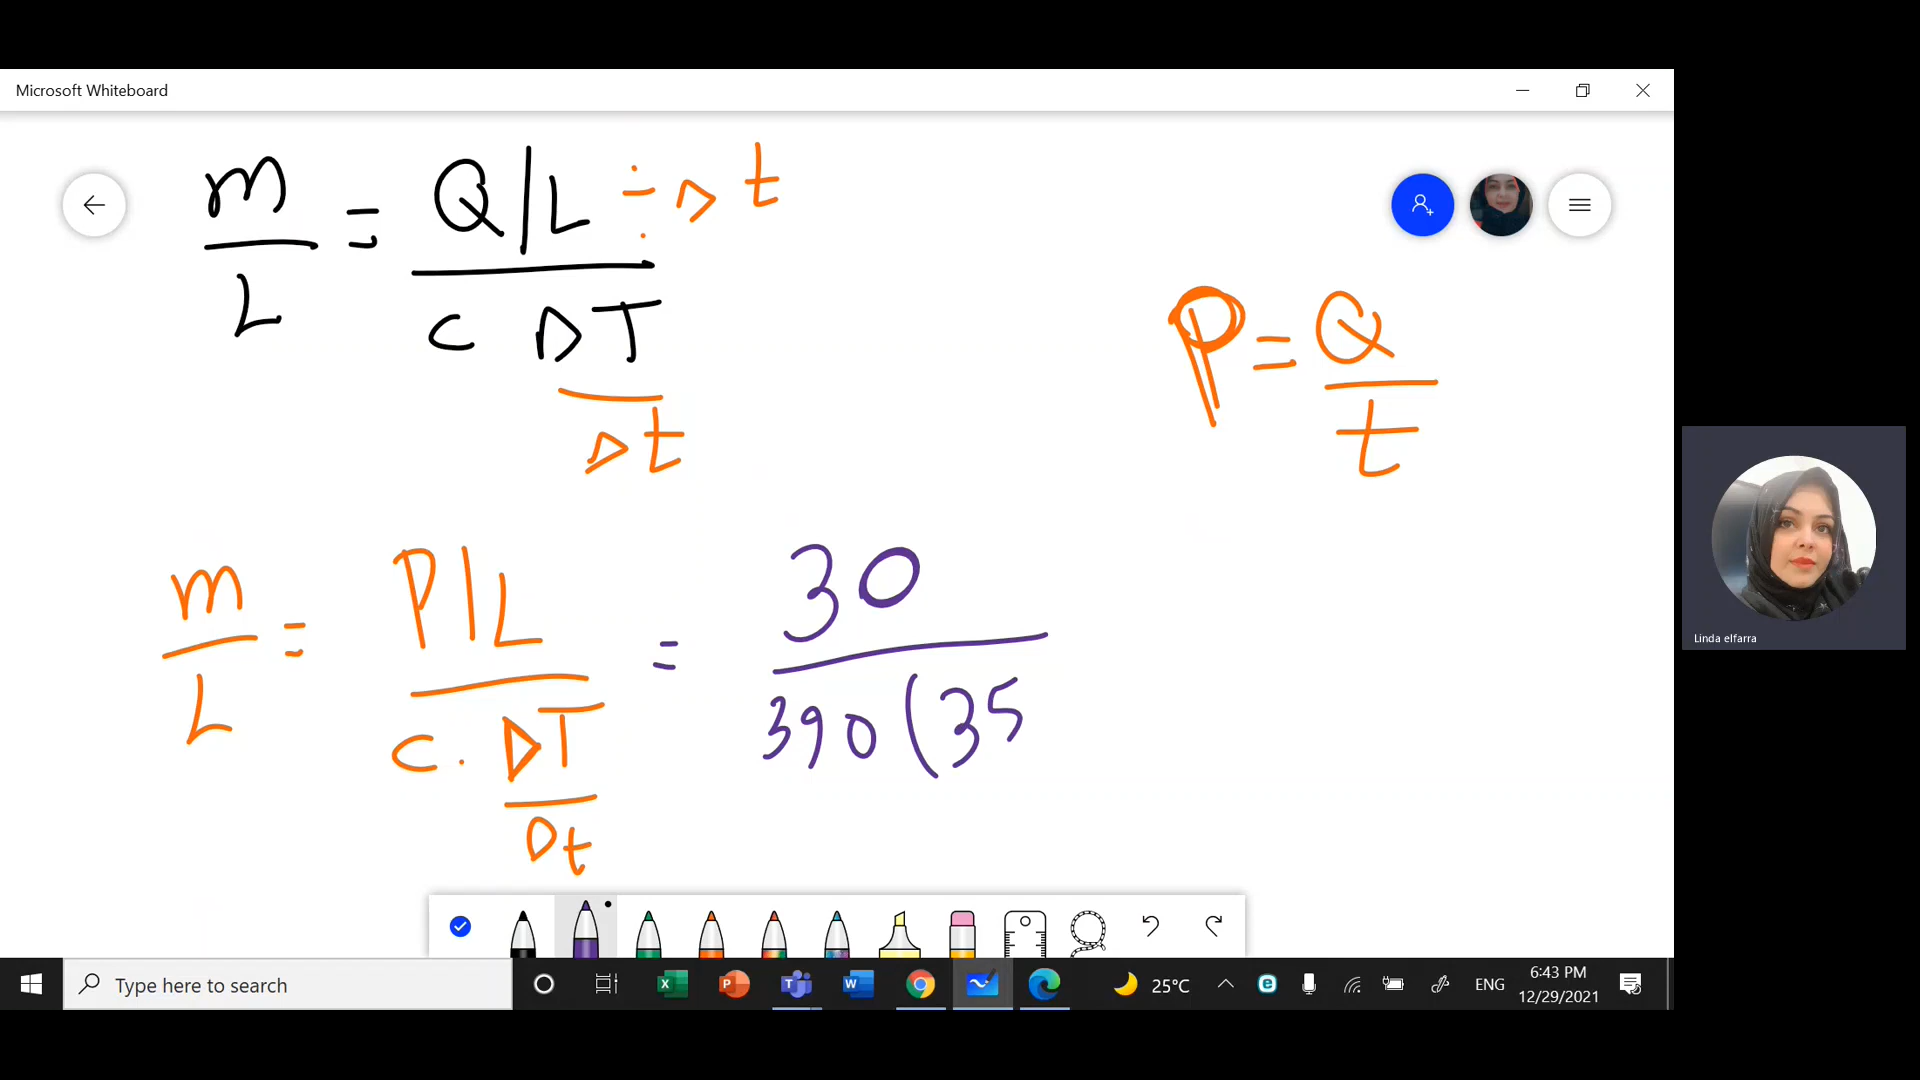 Microsoft Whiteboard
m/L = Q/L ÷ Δt
C ΔT
Δt
P = Q/t
m/L = P/L = 30
C . ΔT 390 (35
Δt
Linda elfarra
Type here to search
25°C
ENG
6:43 PM
12/29/2021